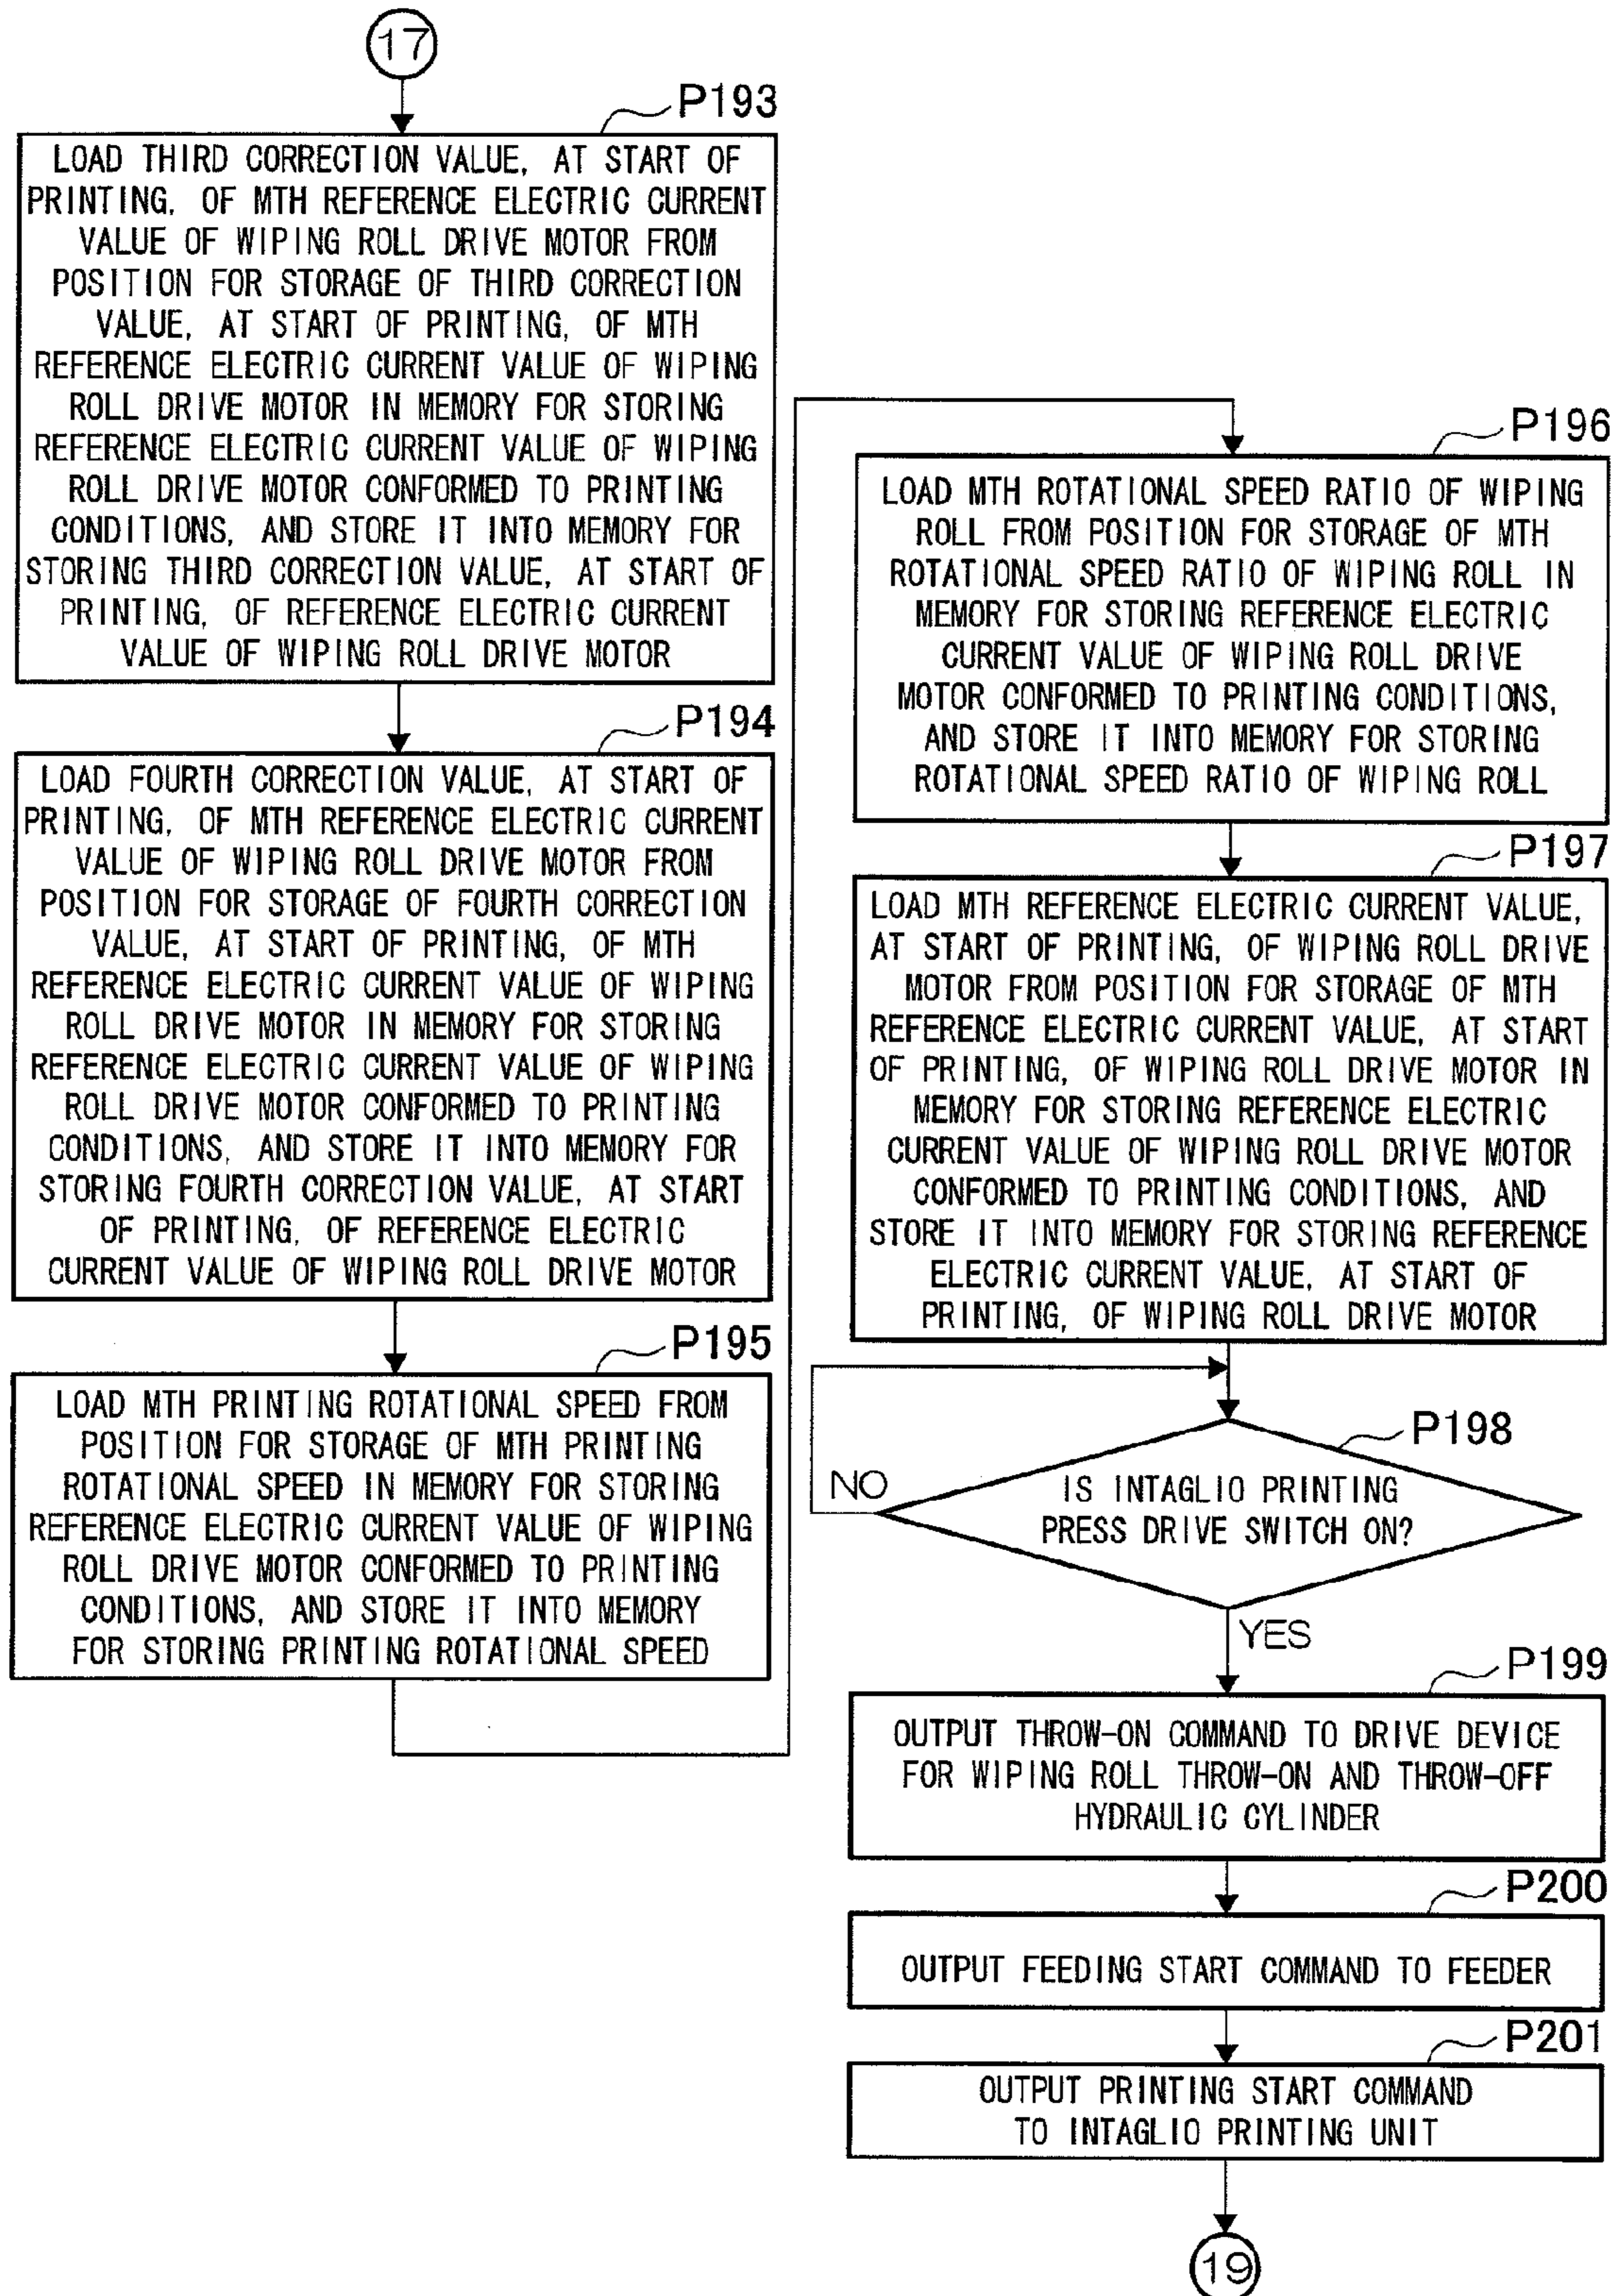 17
P193
LOAD THIRD CORRECTION VALUE, AT START OF
PRINTING, OF MTH REFERENCE ELECTRIC CURRENT
VALUE OF WIPING ROLL DRIVE MOTOR FROM
POSITION FOR STORAGE OF THIRD CORRECTION
VALUE, AT START OF PRINTING, OF MTH
REFERENCE ELECTRIC CURRENT VALUE OF WIPING
ROLL DRIVE MOTOR IN MEMORY FOR STORING
REFERENCE ELECTRIC CURRENT VALUE OF WIPING
ROLL DRIVE MOTOR CONFORMED TO PRINTING
CONDITIONS, AND STORE IT INTO MEMORY FOR
STORING THIRD CORRECTION VALUE, AT START OF
PRINTING, OF REFERENCE ELECTRIC CURRENT
VALUE OF WIPING ROLL DRIVE MOTOR
P194
LOAD FOURTH CORRECTION VALUE, AT START OF
PRINTING, OF MTH REFERENCE ELECTRIC CURRENT
VALUE OF WIPING ROLL DRIVE MOTOR FROM
POSITION FOR STORAGE OF FOURTH CORRECTION
VALUE, AT START OF PRINTING, OF MTH
REFERENCE ELECTRIC CURRENT VALUE OF WIPING
ROLL DRIVE MOTOR IN MEMORY FOR STORING
REFERENCE ELECTRIC CURRENT VALUE OF WIPING
ROLL DRIVE MOTOR CONFORMED TO PRINTING
CONDITIONS, AND STORE IT INTO MEMORY FOR
STORING FOURTH CORRECTION VALUE, AT START
OF PRINTING, OF REFERENCE ELECTRIC
CURRENT VALUE OF WIPING ROLL DRIVE MOTOR
P195
LOAD MTH PRINTING ROTATIONAL SPEED FROM
POSITION FOR STORAGE OF MTH PRINTING
ROTATIONAL SPEED IN MEMORY FOR STORING
REFERENCE ELECTRIC CURRENT VALUE OF WIPING
ROLL DRIVE MOTOR CONFORMED TO PRINTING
CONDITIONS, AND STORE IT INTO MEMORY
FOR STORING PRINTING ROTATIONAL SPEED
P196
LOAD MTH ROTATIONAL SPEED RATIO OF WIPING
ROLL FROM POSITION FOR STORAGE OF MTH
ROTATIONAL SPEED RATIO OF WIPING ROLL IN
MEMORY FOR STORING REFERENCE ELECTRIC
CURRENT VALUE OF WIPING ROLL DRIVE
MOTOR CONFORMED TO PRINTING CONDITIONS,
AND STORE IT INTO MEMORY FOR STORING
ROTATIONAL SPEED RATIO OF WIPING ROLL
P197
LOAD MTH REFERENCE ELECTRIC CURRENT VALUE,
AT START OF PRINTING, OF WIPING ROLL DRIVE
MOTOR FROM POSITION FOR STORAGE OF MTH
REFERENCE ELECTRIC CURRENT VALUE, AT START
OF PRINTING, OF WIPING ROLL DRIVE MOTOR IN
MEMORY FOR STORING REFERENCE ELECTRIC
CURRENT VALUE OF WIPING ROLL DRIVE MOTOR
CONFORMED TO PRINTING CONDITIONS, AND
STORE IT INTO MEMORY FOR STORING REFERENCE
ELECTRIC CURRENT VALUE, AT START OF
PRINTING, OF WIPING ROLL DRIVE MOTOR
P198
NO
IS INTAGLIO PRINTING
PRESS DRIVE SWITCH ON?
YES
P199
OUTPUT THROW-ON COMMAND TO DRIVE DEVICE
FOR WIPING ROLL THROW-ON AND THROW-OFF
HYDRAULIC CYLINDER
P200
OUTPUT FEEDING START COMMAND TO FEEDER
P201
OUTPUT PRINTING START COMMAND
TO INTAGLIO PRINTING UNIT
19